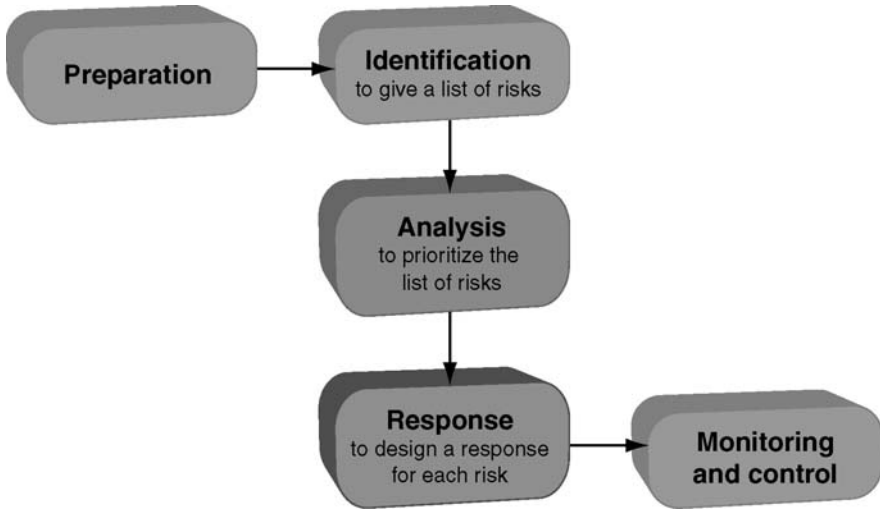 Preparation
Identification
to give a list of risks
Analysis
to prioritize the
list of risks
Response
to design a response
for each risk
Monitoring
and control